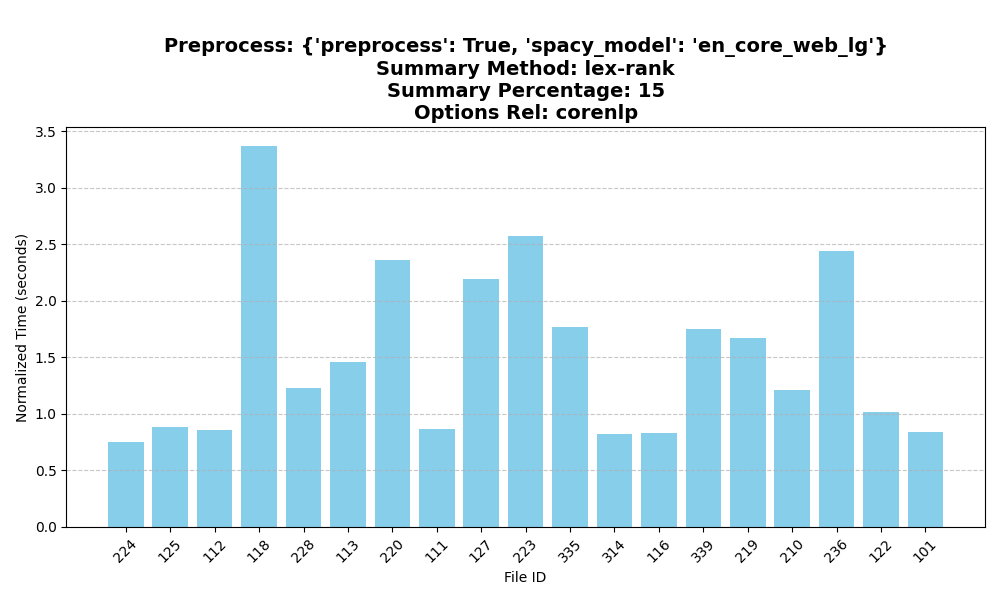 Preprocess: {'preprocess': True, 'spacy_model': 'en_core_web_lg'}
Summary Method: lex-rank
Summary Percentage: 15
Options Rel: corenlp
Normalized Time (seconds)
3.5
3.0
2.5
2.0
1.5
1.0
0.5
0.0
224 125 112 118 228 113 220 111 127 223 335 314 116 339 219 210 236 122 101
File ID